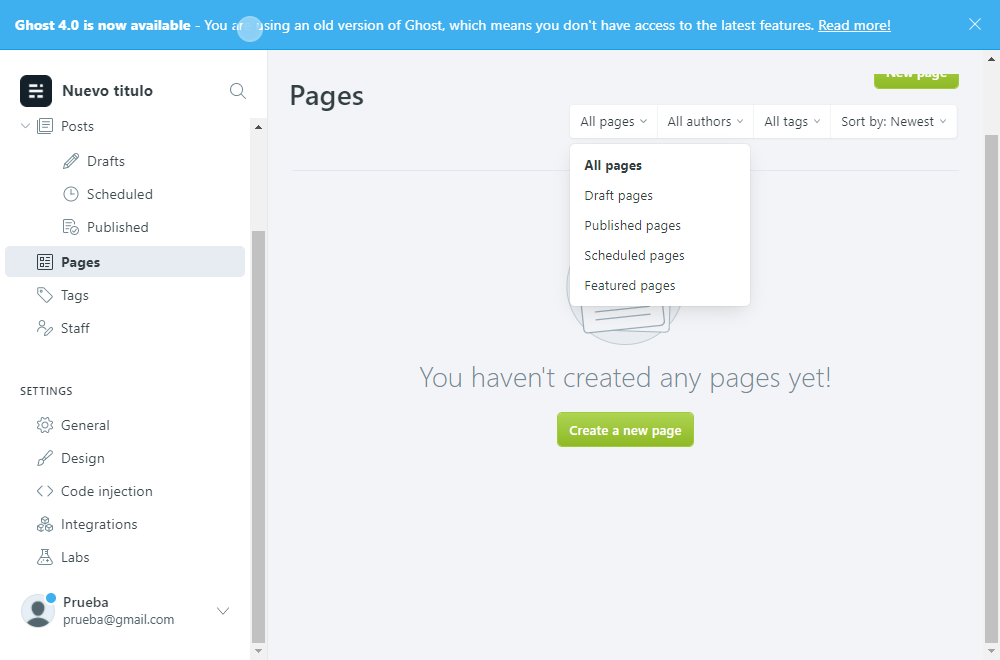 Ghost 4.0 is now available - You are using an old version of Ghost, which means you don't have access to the latest features. Read more!
Nuevo titulo
Posts
Drafts
Scheduled
Published
Pages
Tags
Staff
SETTINGS
General
Design
Code injection
Integrations
Labs
Prueba
prueba@gmail.com
Pages
New page
All pages
All authors
All tags
Sort by: Newest
All pages
Draft pages
Published pages
Scheduled pages
Featured pages
You haven't created any pages yet!
Create a new page